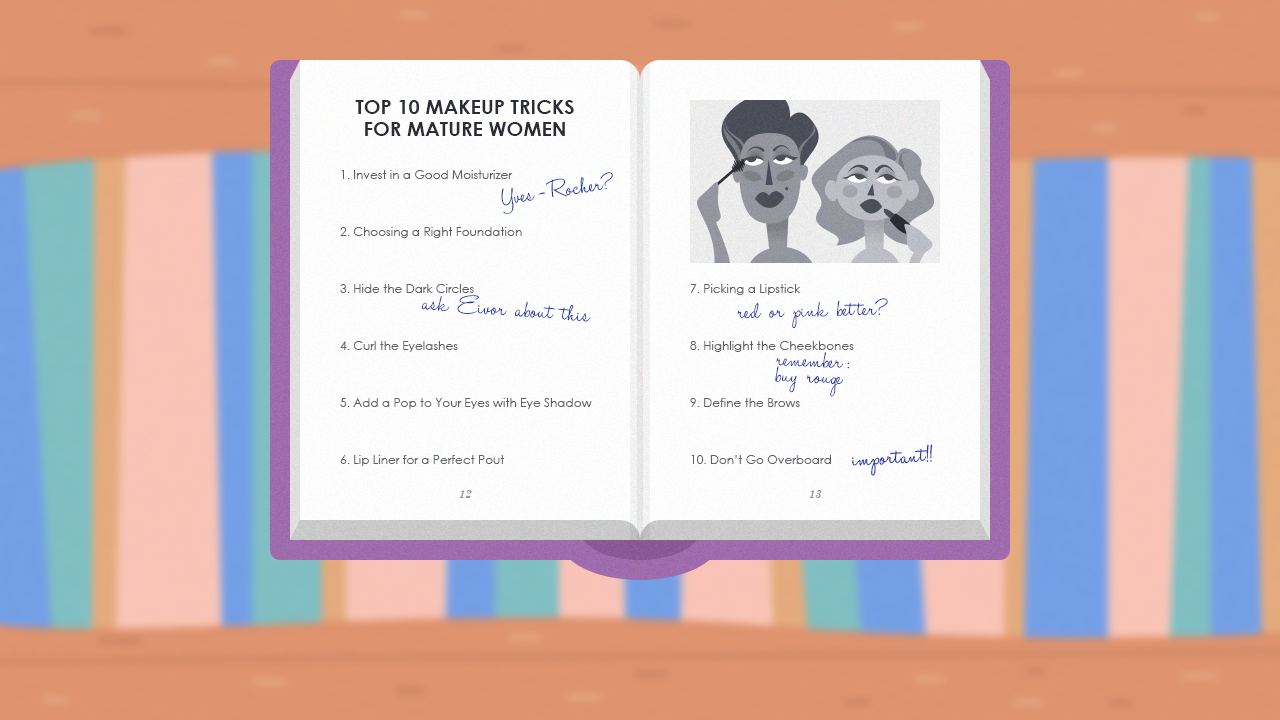 TOP 10 MAKEUP TRICKS
FOR MATURE WOMEN
1. Invest in a Good Moisturizer
Yves-Rocher?
2. Choosing a Right Foundation
3. Hide the Dark Circles
ask Eivor about this
4. Curl the Eyelashes
5. Add a Pop to Your Eyes with Eye Shadow
6. Lip Liner for a Perfect Pout
12
7. Picking a Lipstick
red or pink better?
8. Highlight the Cheekbones
remember:
buy rouge
9. Define the Brows
10. Don't Go Overboard important!!
13